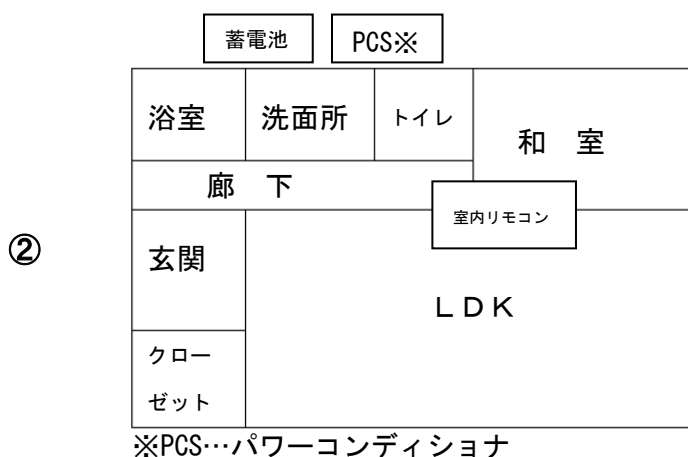 蓄電池 PCS※
浴室 洗面所 トイレ 和 室
廊 下
室内リモコン
②
玄関
LDK
クロー
ゼット
※PCS…パワーコンディショナ